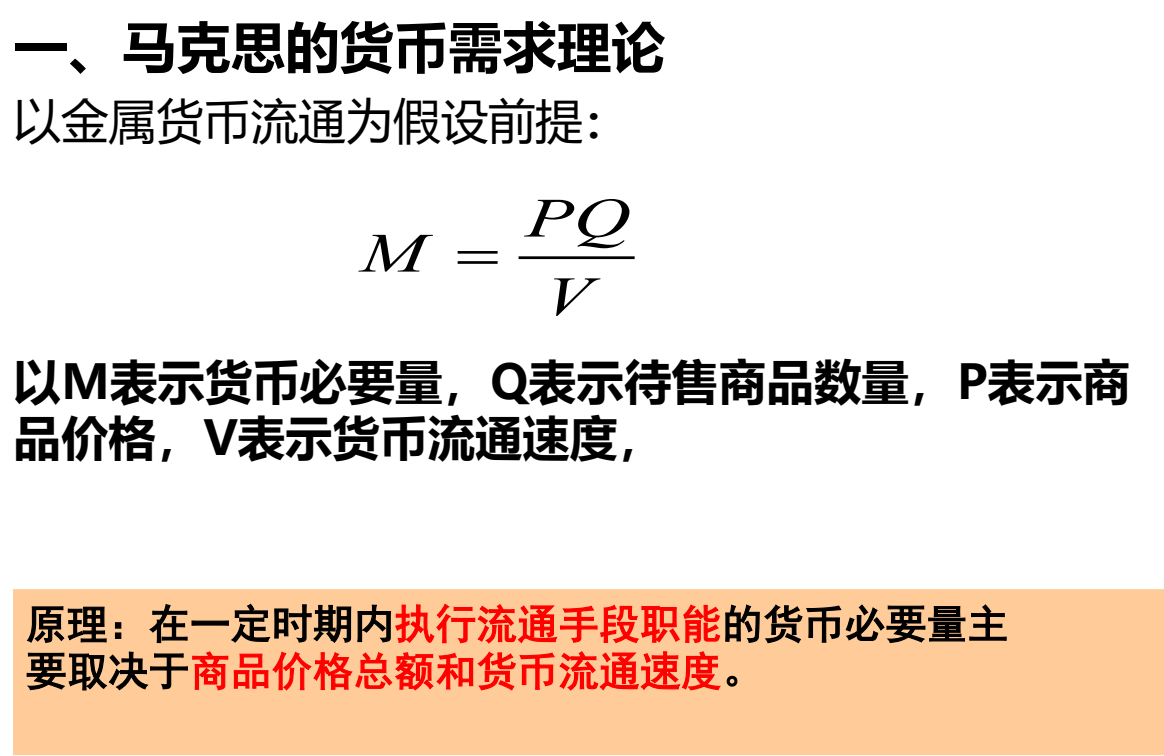 一、马克思的货币需求理论
以金属货币流通为假设前提：
M = PQ / V
以M表示货币必要量，Q表示待售商品数量，P表示商
品价格，V表示货币流通速度，
原理：在一定时期内执行流通手段职能的货币必要量主
要取决于商品价格总额和货币流通速度。